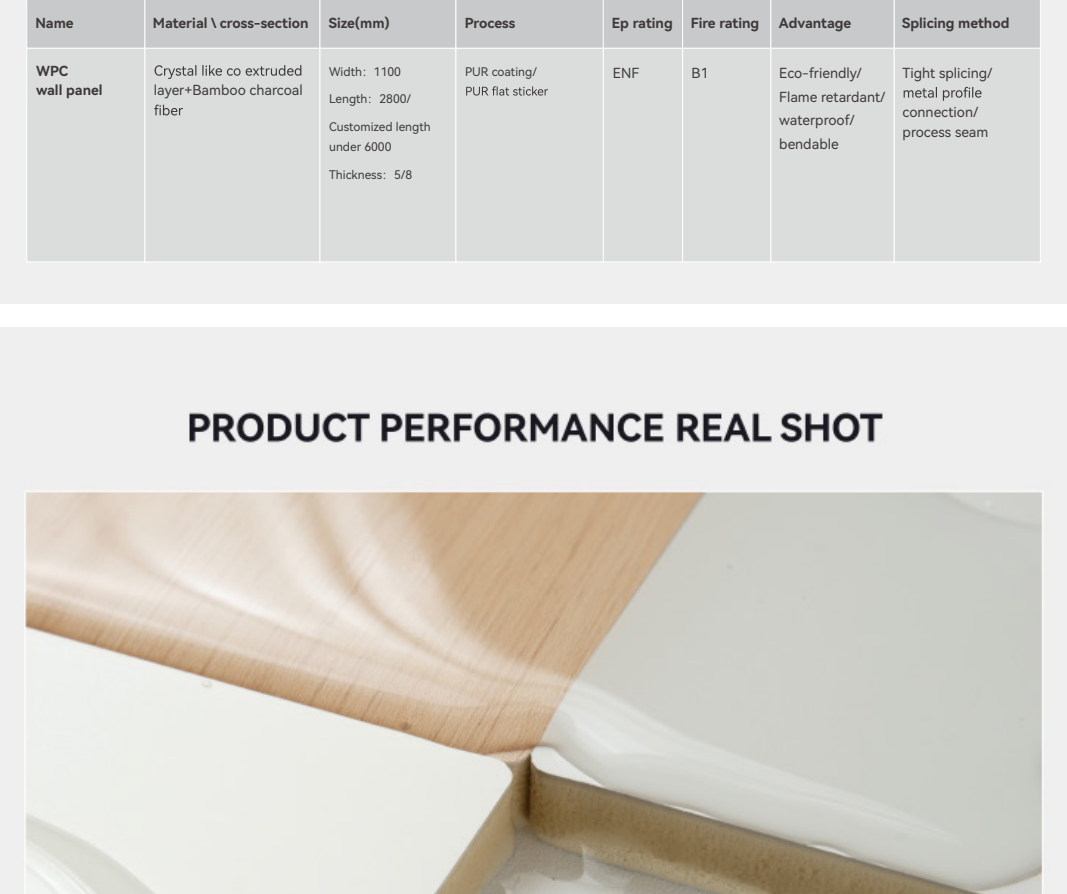 Name Material \ cross-section Size(mm) Process Ep rating Fire rating Advantage Splicing method
WPC
wall panel
Crystal like co extruded
layer+Bamboo charcoal
fiber
Width: 1100
Length: 2800/
Customized length
under 6000
Thickness: 5/8
PUR coating/
PUR flat sticker
ENF
B1
Eco-friendly/
Flame retardant/
waterproof/
bendable
Tight splicing/
metal profile
connection/
process seam
PRODUCT PERFORMANCE REAL SHOT